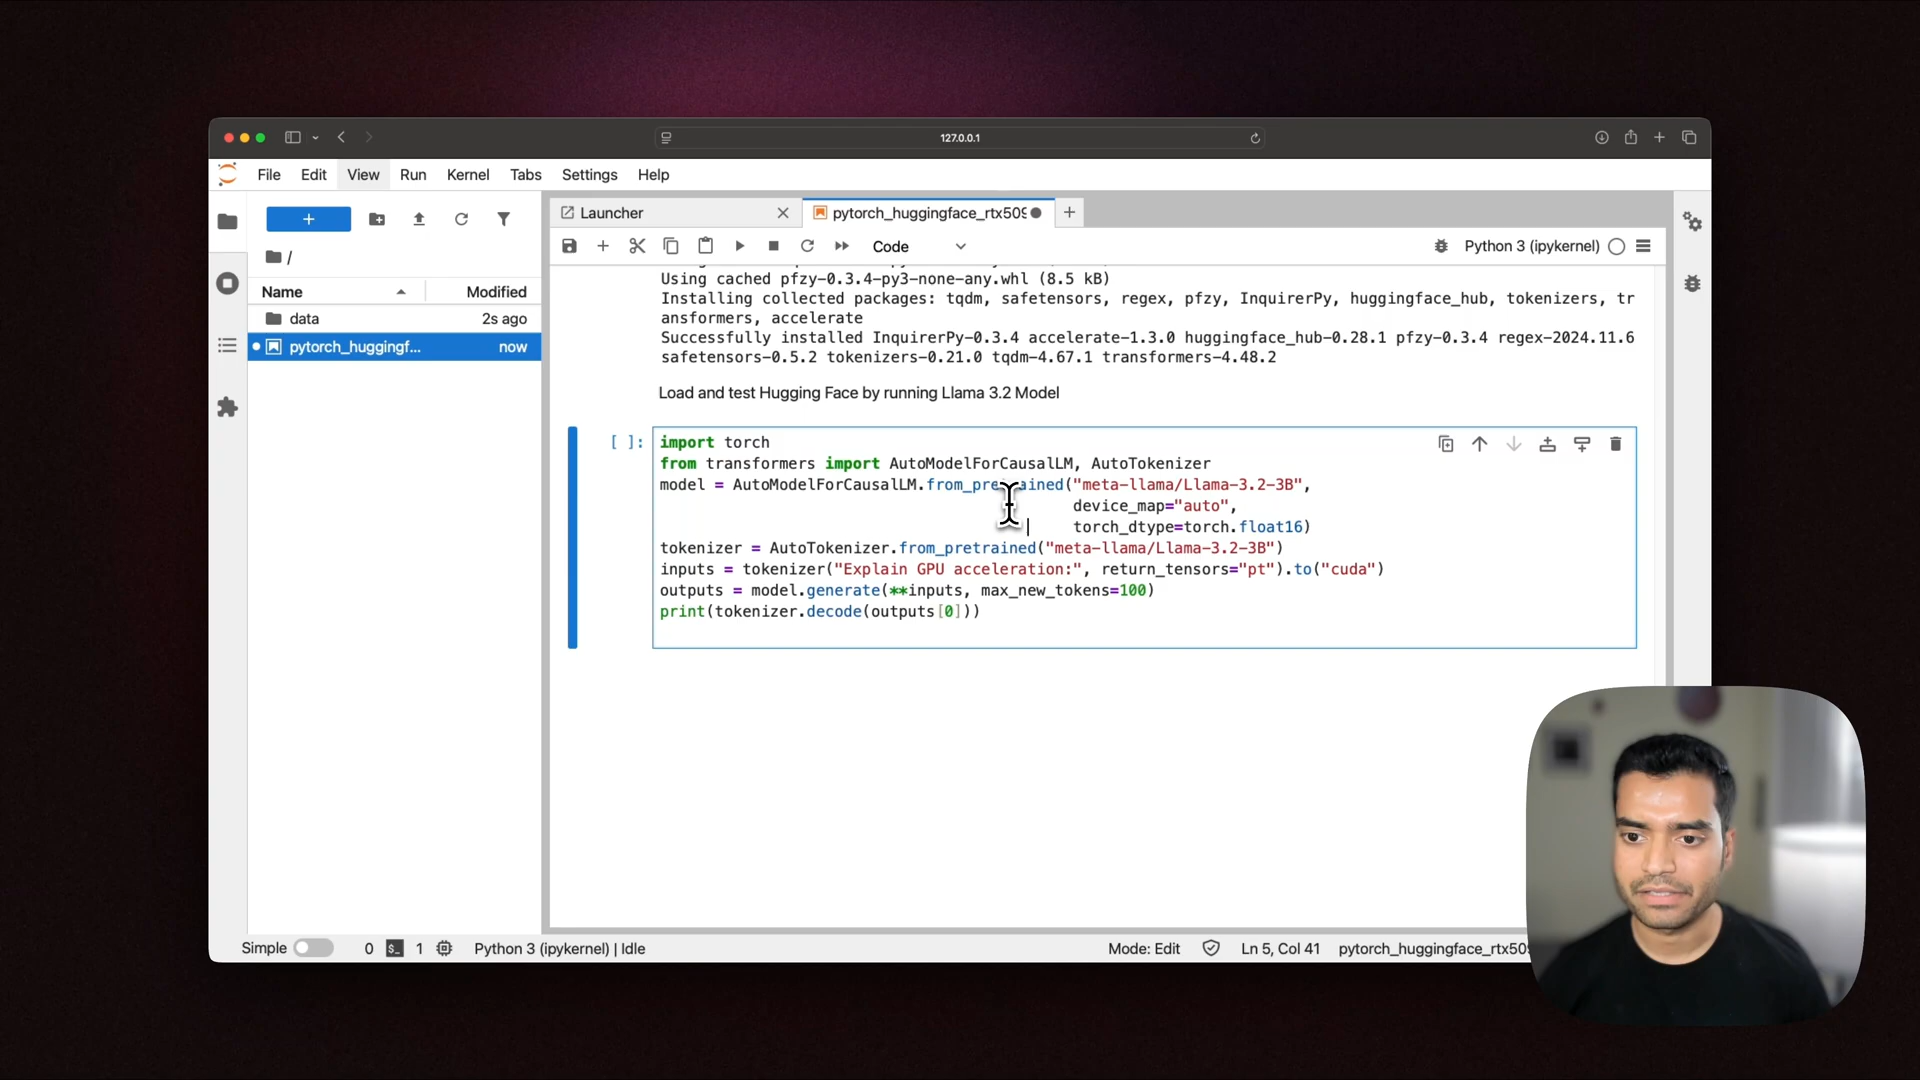 127.0.0.1
File Edit View Run Kernel Tabs Settings Help
Launcher
pytorch_huggingface_rtx509
Code
Python 3 (ipykernel)
/
Name Modified
data 2s ago
pytorch_huggingf... now
Using cached pfzy-0.3.4-py3-none-any.whl (8.5 kB)
Installing collected packages: tqdm, safetensors, regex, pfzy, InquirerPy, huggingface_hub, tokenizers, tr
ansformers, accelerate
Successfully installed InquirerPy-0.3.4 accelerate-1.3.0 huggingface_hub-0.28.1 pfzy-0.3.4 regex-2024.11.6
safetensors-0.5.2 tokenizers-0.21.0 tqdm-4.67.1 transformers-4.48.2
Load and test Hugging Face by running Llama 3.2 Model
[ ]:
import torch
from transformers import AutoModelForCausalLM, AutoTokenizer
model = AutoModelForCausalLM.from_pretrained("meta-llama/Llama-3.2-3B",
device_map="auto",
torch_dtype=torch.float16)
tokenizer = AutoTokenizer.from_pretrained("meta-llama/Llama-3.2-3B")
inputs = tokenizer("Explain GPU acceleration:", return_tensors="pt").to("cuda")
outputs = model.generate(**inputs, max_new_tokens=100)
print(tokenizer.decode(outputs[0]))
Simple 0 1 Python 3 (ipykernel) | Idle Mode: Edit Ln 5, Col 41 pytorch_huggingface_rtx509